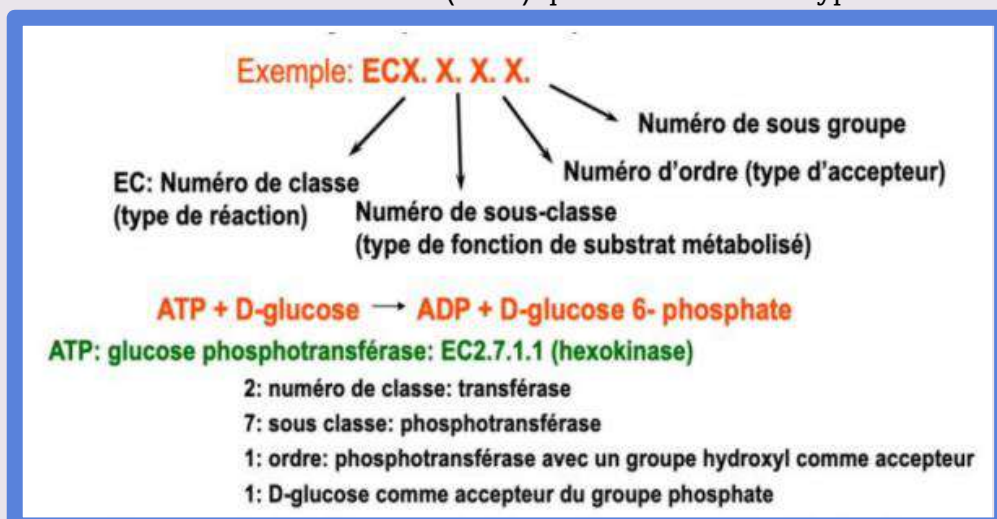 Exemple: ECX. X. X. X.
Numéro de sous groupe
Numéro d'ordre (type d'accepteur)
EC: Numéro de classe
(type de réaction)
Numéro de sous-classe
(type de fonction de substrat métabolisé)
ATP + D-glucose → ADP + D-glucose 6- phosphate
ATP: glucose phosphotransférase: EC2.7.1.1 (hexokinase)
2: numéro de classe: transférase
7: sous classe: phosphotransférase
1: ordre: phosphotransférase avec un groupe hydroxyl comme accepteur
1: D-glucose comme accepteur du groupe phosphate